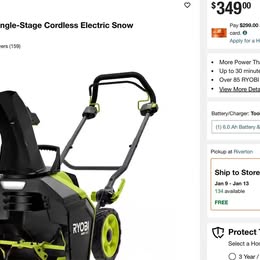 ngle-Stage Cordless Electric Snow
ers (159)
RYOBI
$349.00
Pay $299.00
card.
Apply for a H
More Power Tha
Up to 30 minute
Over 85 RYOBI
View More Deta
Battery/Charger: Too
(1) 6.0 Ah Battery &
Pickup at Riverton
Ship to Store
Jan 9 - Jan 13
134 available
FREE
Protect T
Select a Hom
3 Year /